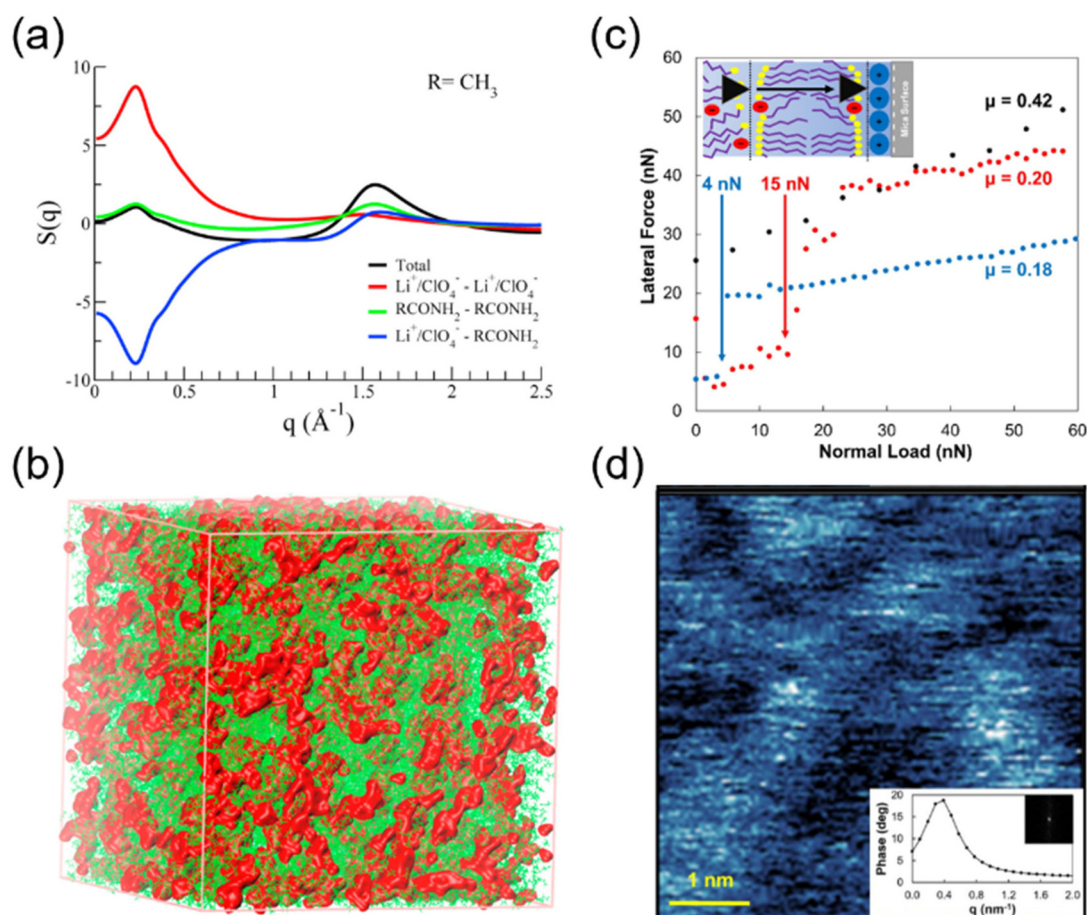 (a)
R= CH3
10
5
0
-5
-10
S(q)
Total
Li+/ClO4- - Li+/ClO4-
RCONH2 - RCONH2
Li+/ClO4- - RCONH2
0
0.5
1
1.5
2
2.5
q (Å-1)
(c)
60
50
40
30
20
10
0
Lateral Force (nN)
Mica Surface
4 nN
15 nN
μ = 0.42
μ = 0.20
μ = 0.18
0
10
20
30
40
50
60
Normal Load (nN)
(b)
(d)
1 nm
20
15
10
5
0
Phase (deg)
0.0
0.4
0.8
1.2
1.6
2.0
q (nm-1)